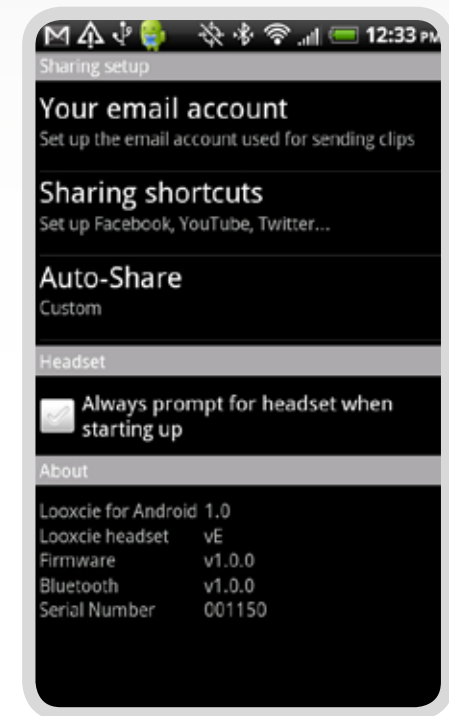 12:33 PM
Sharing setup
Your email account
Set up the email account used for sending clips
Sharing shortcuts
Set up Facebook, YouTube, Twitter...
Auto-Share
Custom
Headset
Always prompt for headset when
starting up
About
Looxcie for Android 1.0
Looxcie headset vE
Firmware v1.0.0
Bluetooth v1.0.0
Serial Number 001150